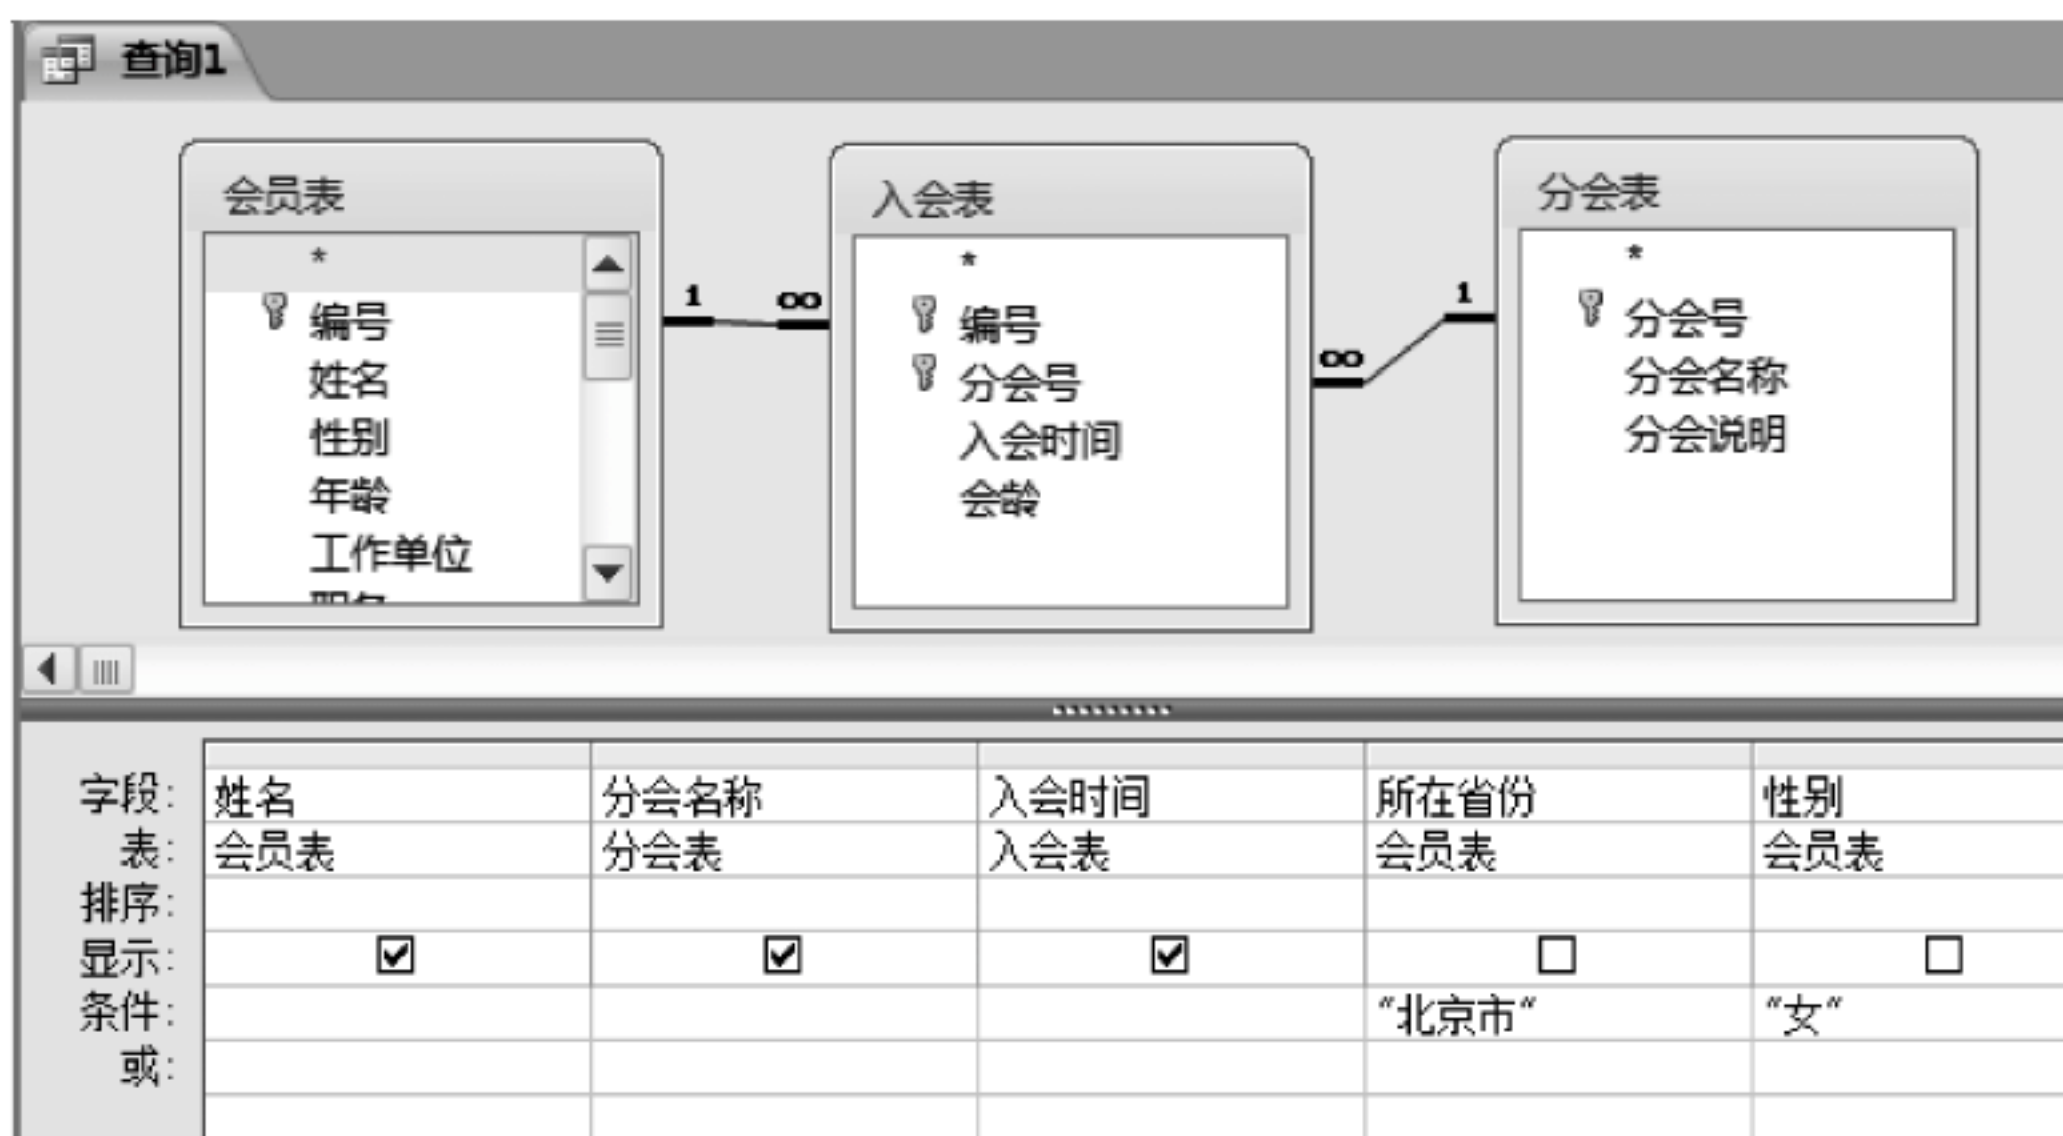 查询1
会员表
*
编号
姓名
性别
年龄
工作单位
1 ∞
入会表
*
编号
分会号
入会时间
会龄
∞ 1
分会表
*
分会号
分会名称
分会说明
字段: 姓名 分会名称 入会时间 所在省份 性别
表: 会员表 分会表 入会表 会员表 会员表
排序:
显示:
条件: "北京市" "女"
或: